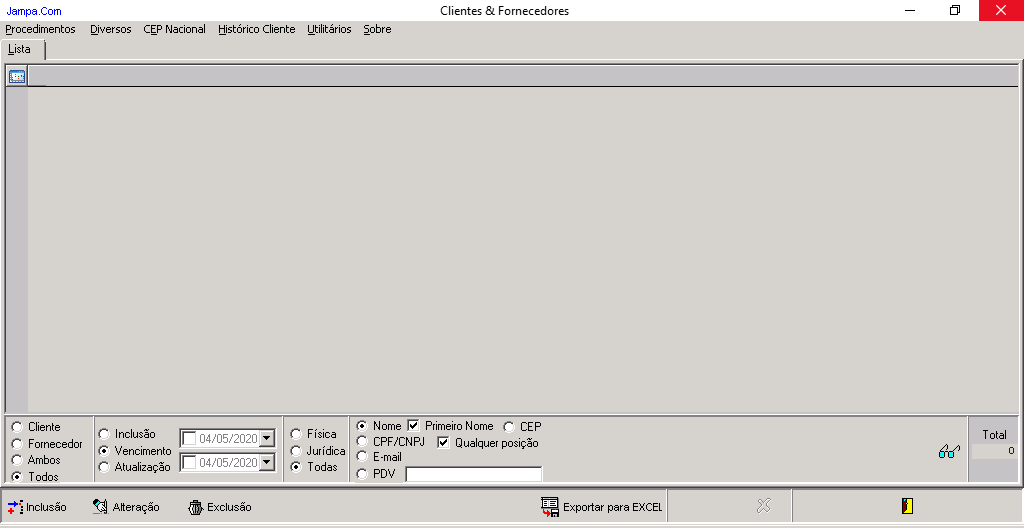 Jampa.Com Clientes & Fornecedores
Procedimentos Diversos CEP Nacional Histórico Cliente Utilitários Sobre
Lista
Cliente
Fornecedor
Ambos
Todos
Inclusão 04/05/2020
Vencimento
Atualização 04/05/2020
Física
Jurídica
Todas
Nome Primeiro Nome CEP
CPF/CNPJ Qualquer posição
E-mail
PDV
Total
0
Inclusão Alteração Exclusão Exportar para EXCEL